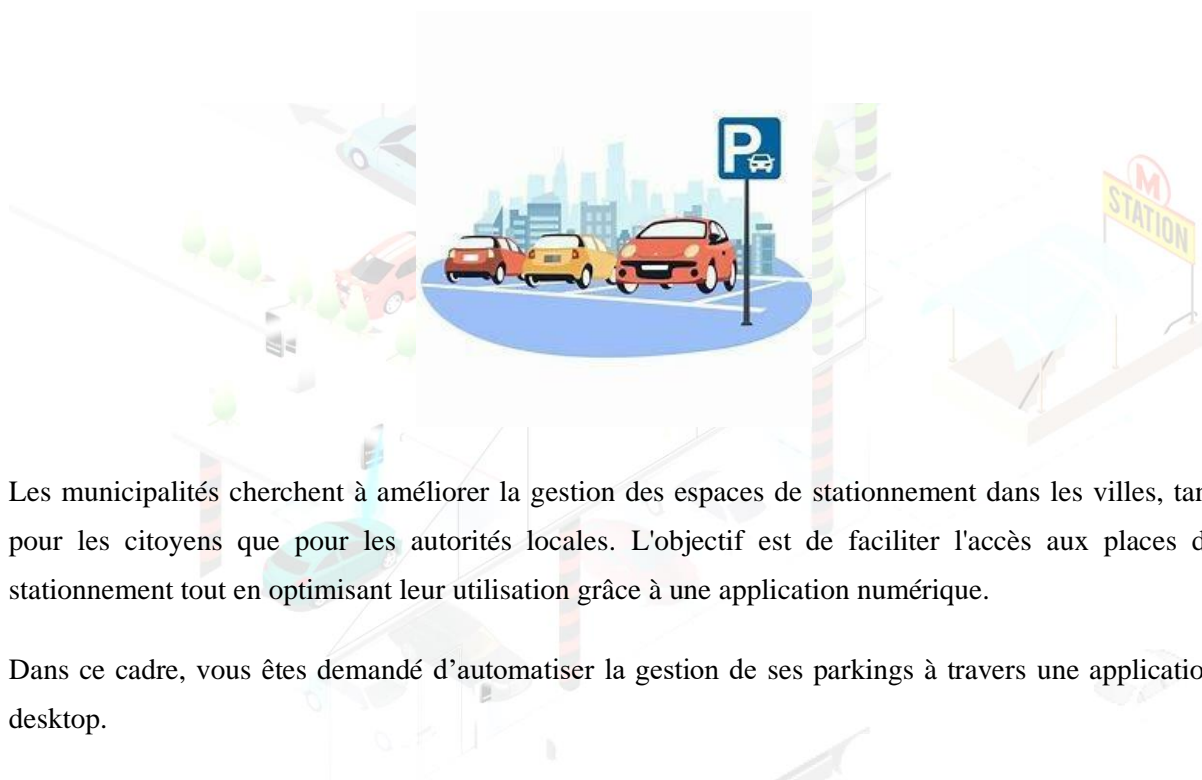 P
M
STATION
Les municipalités cherchent à améliorer la gestion des espaces de stationnement dans les villes, tan
pour les citoyens que pour les autorités locales. L'objectif est de faciliter l'accès aux places d
stationnement tout en optimisant leur utilisation grâce à une application numérique.
Dans ce cadre, vous êtes demandé d’automatiser la gestion de ses parkings à travers une applicatio
desktop.